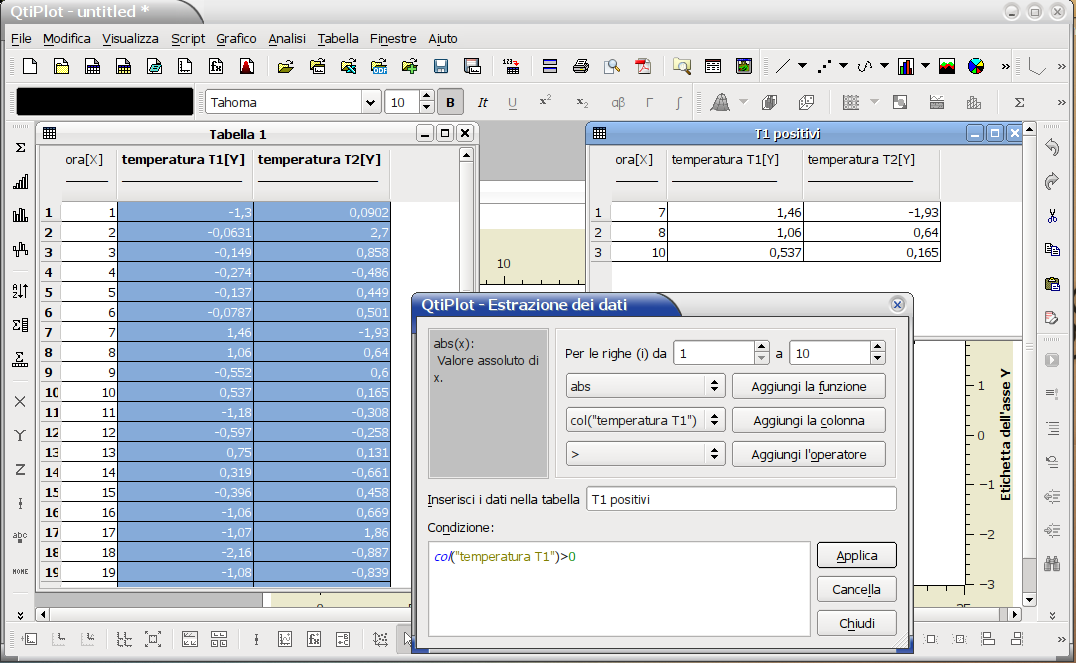 QtiPlot - untitled *
File Modifica Visualizza Script Grafico Analisi Tabella Finestre Aiuto
Tahoma 10 B It U x² x₂ αβ Γ ∫ Σ
Tabella 1
ora[X] temperatura T1[Y] temperatura T2[Y]
1 1 -1,3 0,0902
2 2 -0,0631 2,7
3 3 -0,149 0,858
4 4 -0,274 -0,486
5 5 -0,137 0,449
6 6 -0,0787 0,501
7 7 1,46 -1,93
8 8 1,06 0,64
9 9 -0,552 0,6
10 10 0,537 0,165
11 11 -1,18 -0,308
12 12 -0,597 -0,258
13 13 0,75 0,131
14 14 0,319 -0,661
15 15 -0,396 0,458
16 16 -1,06 0,669
17 17 -1,07 1,86
18 18 -2,16 -0,887
19 19 -1,08 -0,839
T1 positivi
ora[X] temperatura T1[Y] temperatura T2[Y]
1 7 1,46 -1,93
2 8 1,06 0,64
3 10 0,537 0,165
10
QtiPlot - Estrazione dei dati
abs(x):
Valore assoluto di
x.
Per le righe (i) da 1 a 10
abs Aggiungi la funzione
col("temperatura T1") Aggiungi la colonna
> Aggiungi l'operatore
Inserisci i dati nella tabella T1 positivi
Condizione:
col("temperatura T1")>0
Applica
Cancella
Chiudi
1
0
-1
-2
-3
Etichetta dell'asse Y
Σ
X
Y
Z
abc
HOME